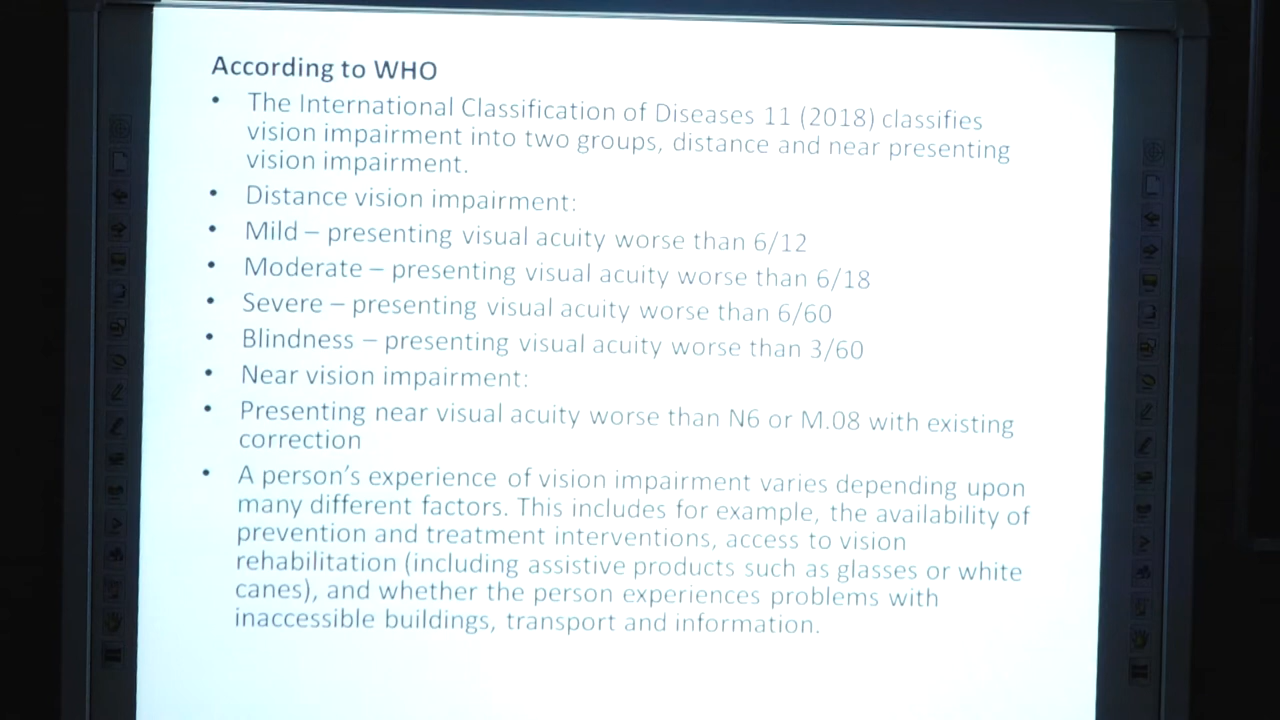 According to WHO
• The International Classification of Diseases 11 (2018) classifies
vision impairment into two groups, distance and near presenting
vision impairment.
• Distance vision impairment:
• Mild – presenting visual acuity worse than 6/12
• Moderate – presenting visual acuity worse than 6/18
• Severe – presenting visual acuity worse than 6/60
• Blindness – presenting visual acuity worse than 3/60
• Near vision impairment:
• Presenting near visual acuity worse than N6 or M.08 with existing
correction
• A person’s experience of vision impairment varies depending upon
many different factors. This includes for example, the availability of
prevention and treatment interventions, access to vision
rehabilitation (including assistive products such as glasses or white
canes), and whether the person experiences problems with
inaccessible buildings, transport and information.